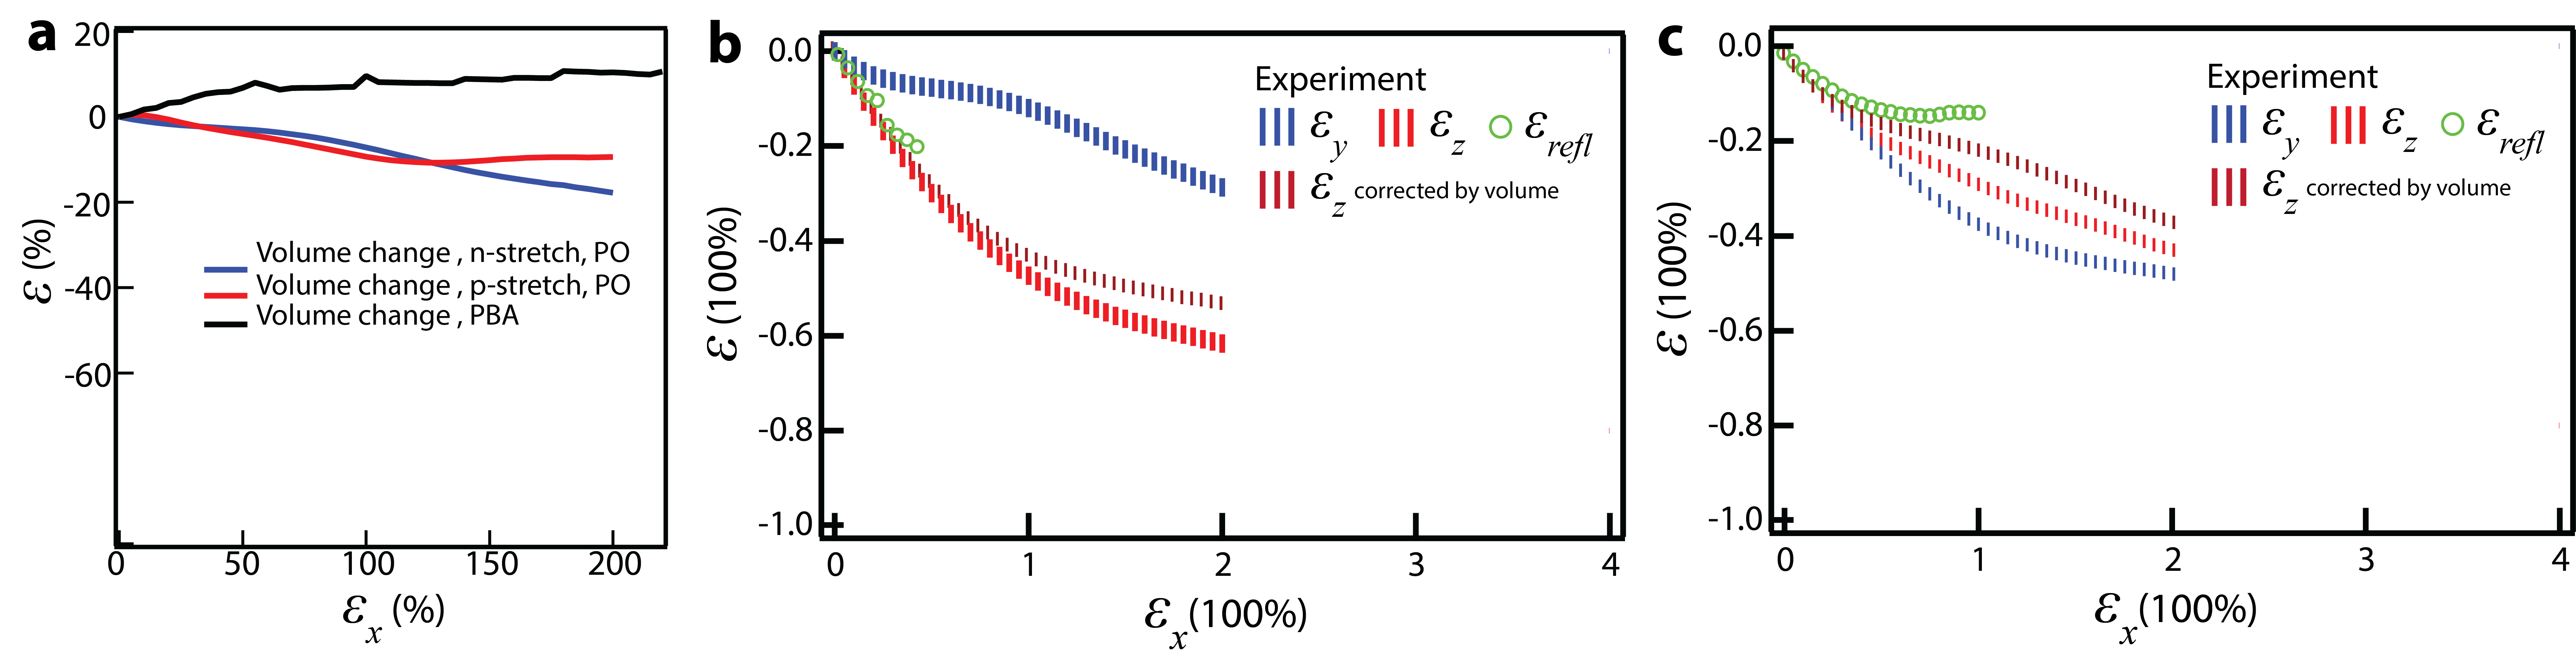 a
20
0
-20
-40
-60
ε (%)
Volume change , n-stretch, PO
Volume change , p-stretch, PO
Volume change , PBA
0 50 100 150 200
εx (%)
b
0.0
-0.2
-0.4
-0.6
-0.8
-1.0
ε (100%)
Experiment
εy εz εrefl
εz corrected by volume
0 1 2 3 4
εx(100%)
c
0.0
-0.2
-0.4
-0.6
-0.8
-1.0
ε (100%)
Experiment
εy εz εrefl
εz corrected by volume
0 1 2 3 4
εx(100%)